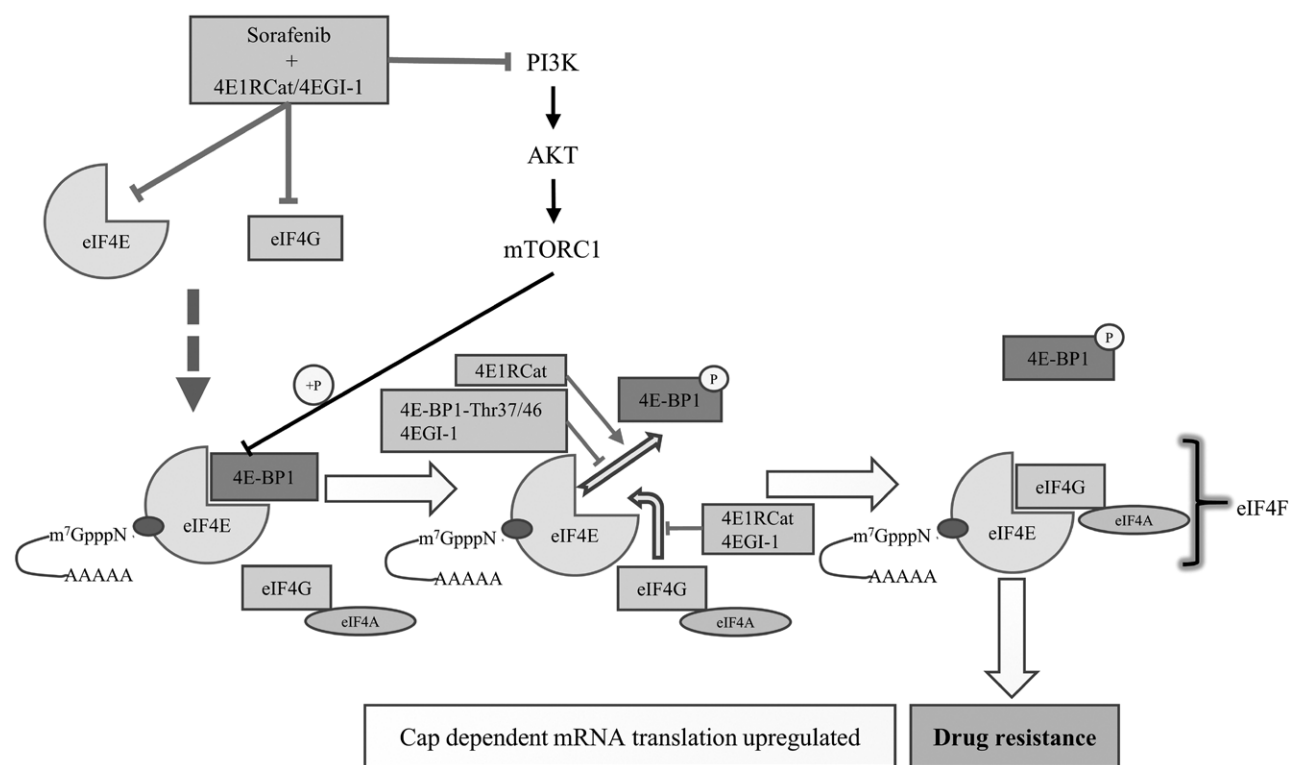 Sorafenib
+
4E1RCat/4EGI-1
PI3K
AKT
mTORC1
eIF4E
eIF4G
+P
4E1RCat
4E-BP1-Thr37/46
4EGI-1
4E-BP1
P
4E-BP1
P
4E-BP1
eIF4E
m⁷GpppN
AAAAA
eIF4G
eIF4A
eIF4E
m⁷GpppN
AAAAA
4E1RCat
4EGI-1
eIF4G
eIF4A
eIF4G
eIF4A
eIF4E
eIF4F
m⁷GpppN
AAAAA
Cap dependent mRNA translation upregulated
Drug resistance